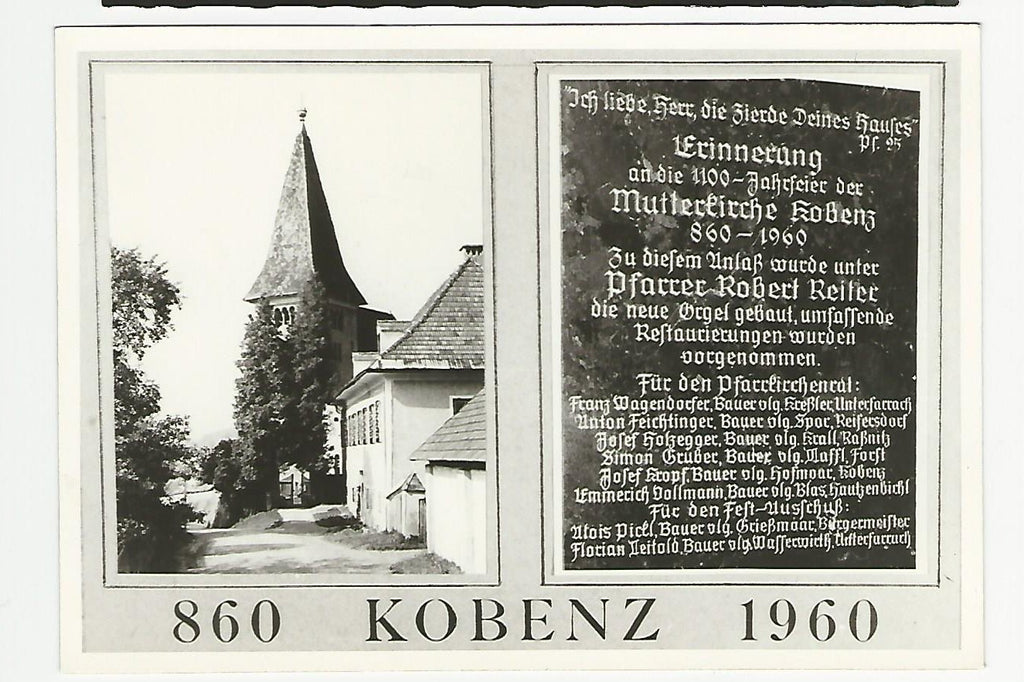 "Ich liebe, Herr, die Zierde Deines Hauses"
Ps. 25
Erinnerung
an die 1100-Jahrfeier der
Mutterkirche Kobenz
860-1960
Zu diesem Anlaß wurde unter
Pfarrer Robert Reiter
die neue Orgel gebaut, umfassende
Restaurierungen wurden
vorgenommen.
Für den Pfarrkirchenrat:
Franz Wagendorfer, Bauer vlg. Kreßler, Unterfarrach
Anton Feichtinger, Bauer vlg. Spor, Reifersdorf
Josef Holzegger, Bauer vlg. Krall, Raßnitz
Simon Gruber, Bauer vlg. Naffl, Forst
Josef Kropf, Bauer vlg. Hofmoar, Kobenz
Emmerich Vollmann, Bauer vlg. Blas, Hautzenbichl
Für den Fest-Ausschuß:
Alois Pickl, Bauer vlg. Grießmaar, Bürgermeister
Florian Leitold, Bauer vlg. Wasserwirth, Unterfarrach
860 KOBENZ 1960